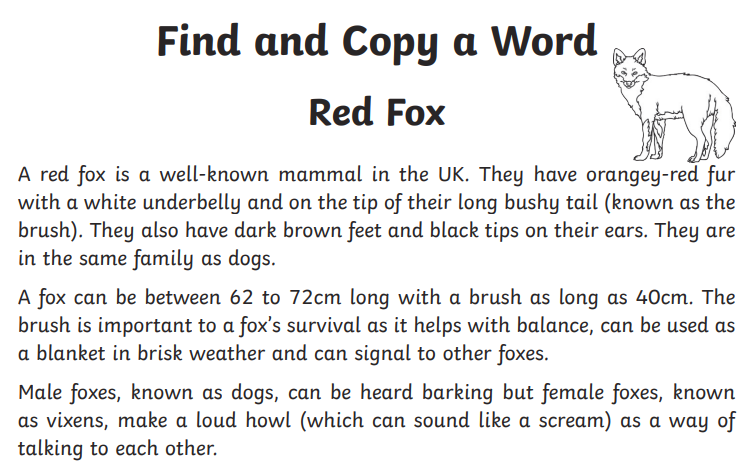 Find and Copy a Word
Red Fox
A red fox is a well-known mammal in the UK. They have orangey-red fur
with a white underbelly and on the tip of their long bushy tail (known as the
brush). They also have dark brown feet and black tips on their ears. They are
in the same family as dogs.
A fox can be between 62 to 72cm long with a brush as long as 40cm. The
brush is important to a fox’s survival as it helps with balance, can be used as
a blanket in brisk weather and can signal to other foxes.
Male foxes, known as dogs, can be heard barking but female foxes, known
as vixens, make a loud howl (which can sound like a scream) as a way of
talking to each other.